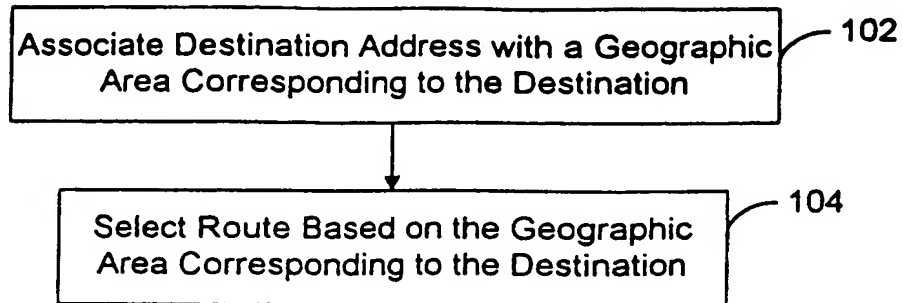 Associate Destination Address with a Geographic
Area Corresponding to the Destination
102
Select Route Based on the Geographic
Area Corresponding to the Destination
104